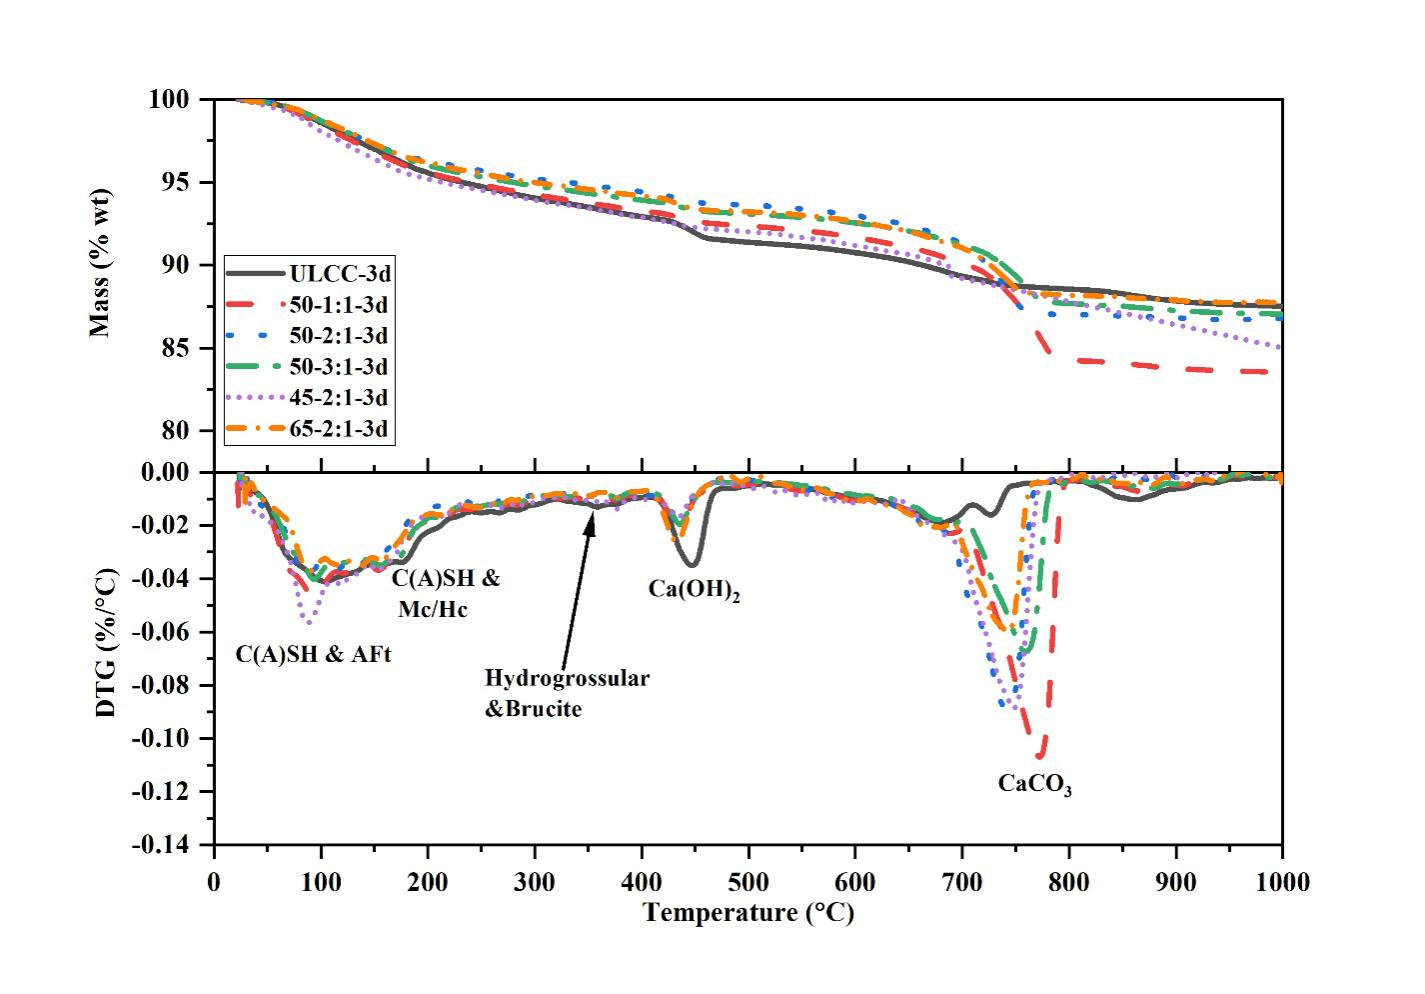 100
95
90
85
80
Mass (% wt)
ULCC-3d
50-1:1-3d
50-2:1-3d
50-3:1-3d
45-2:1-3d
65-2:1-3d
0.00
-0.02
-0.04
-0.06
-0.08
-0.10
-0.12
-0.14
DTG (%/°C)
C(A)SH & AFt
C(A)SH &
Mc/Hc
Hydrogrossular
&Brucite
Ca(OH)₂
CaCO₃
0 100 200 300 400 500 600 700 800 900 1000
Temperature (°C)